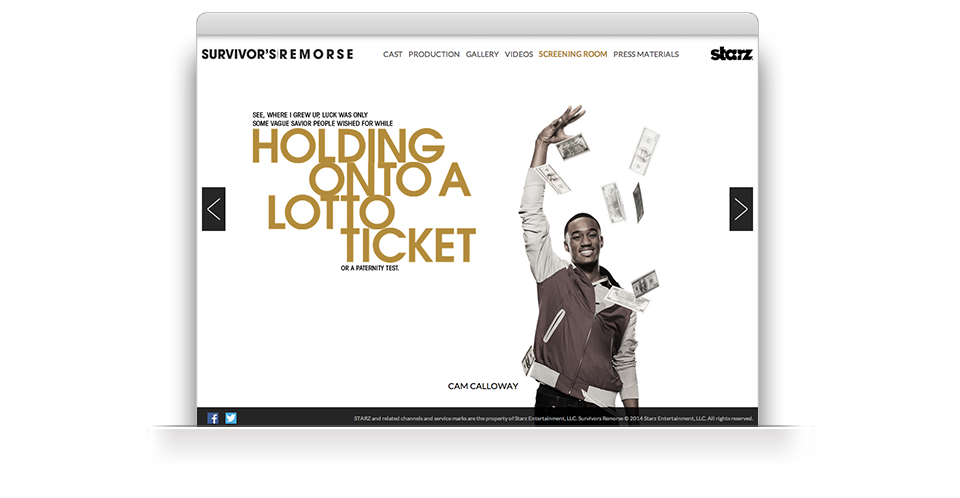 SURVIVOR'S REMORSE
CAST PRODUCTION GALLERY VIDEOS SCREENING ROOM PRESS MATERIALS
starz
SEE, WHERE I GREW UP, LUCK WAS ONLY
SOME VAGUE SAVIOR PEOPLE WISHED FOR WHILE
HOLDING
ONTO A
LOTTO
TICKET
OR A PATERNITY TEST.
CAM CALLOWAY
STARZ and related channels and service marks are the property of Starz Entertainment, LLC. Survivors Remorse © 2014 Starz Entertainment, LLC. All rights reserved.